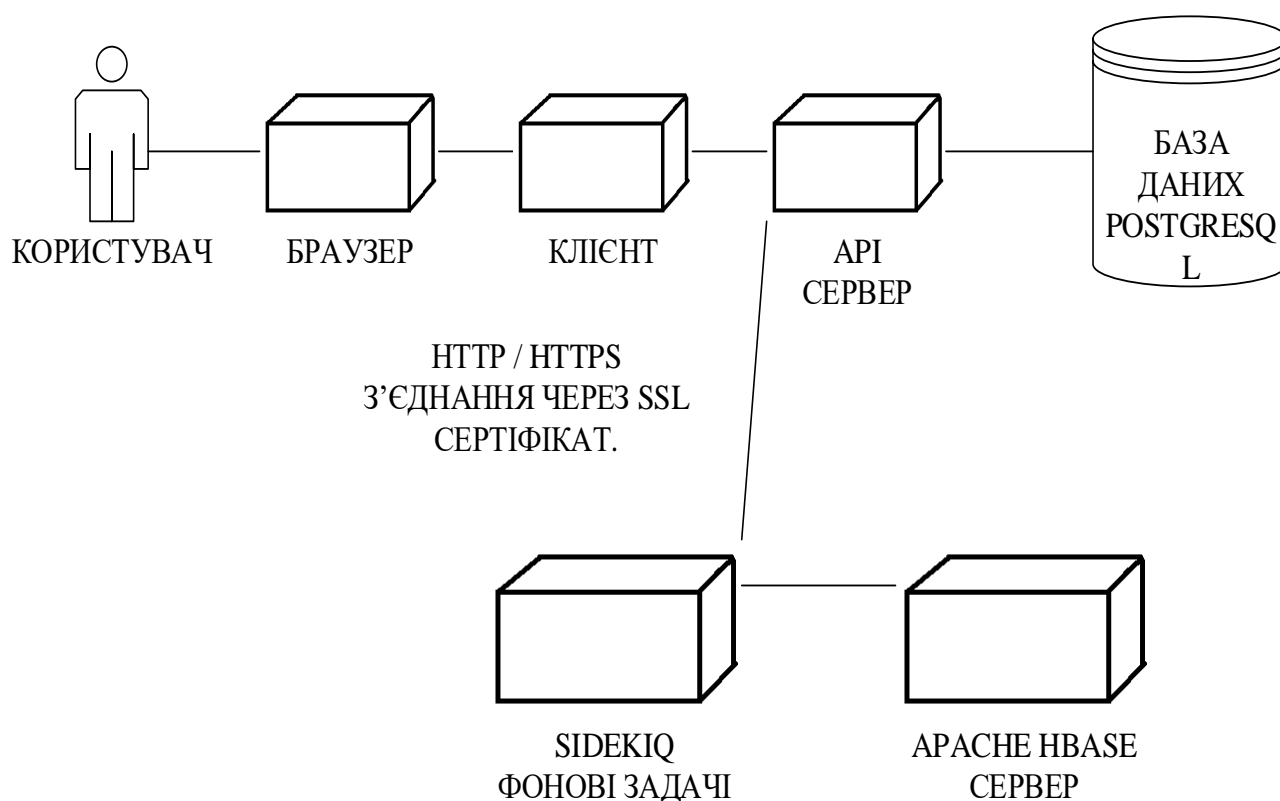 БАЗА
ДАНИХ
POSTGRESQ
L
КОРИСТУВАЧ
БРАУЗЕР
КЛІЄНТ
API
СЕРВЕР
HTTP / HTTPS
З’ЄДНАННЯ ЧЕРЕЗ SSL
СЕРТІФІКАТ.
SIDEKIQ
ФОНОВІ ЗАДАЧІ
APACHE HBASE
СЕРВЕР